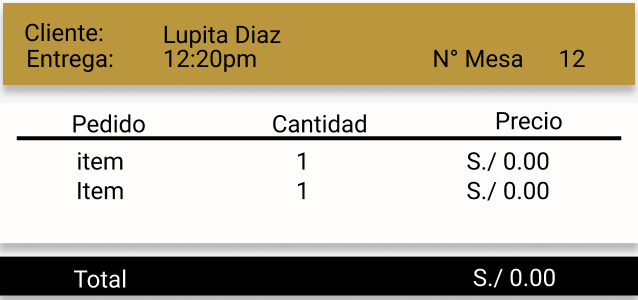 Cliente: Lupita Diaz
Entrega: 12:20pm N° Mesa 12
Pedido Cantidad Precio
item 1 S./ 0.00
Item 1 S./ 0.00
Total S./ 0.00